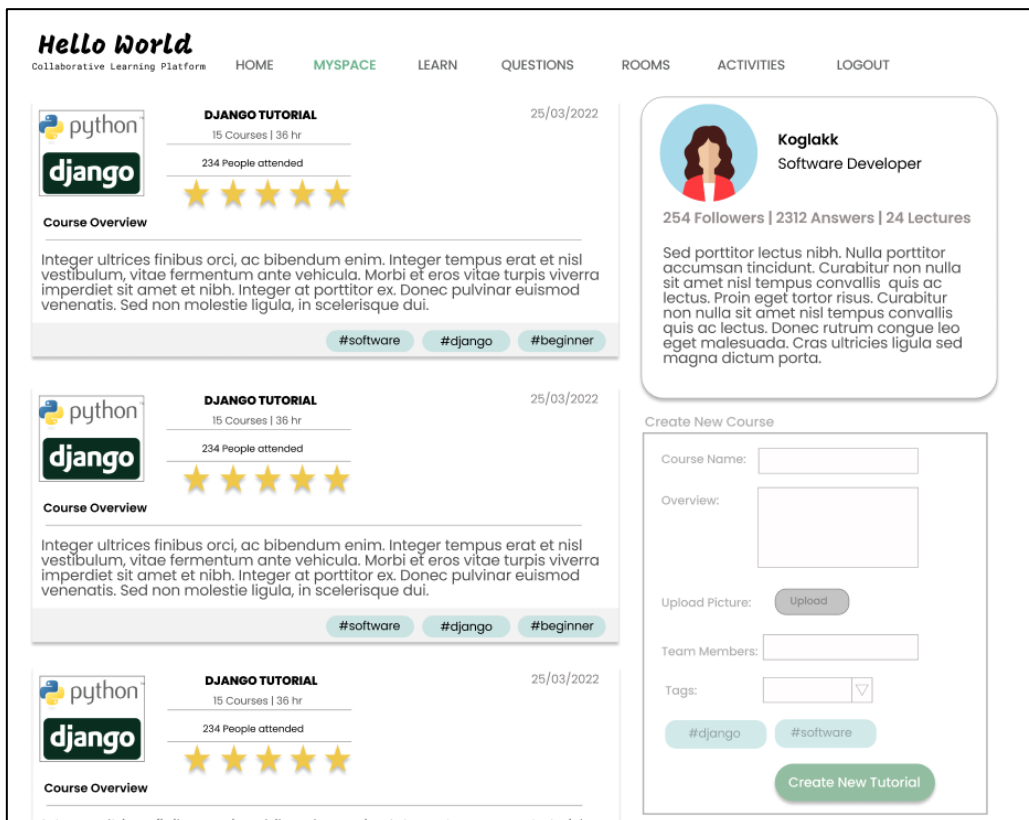 Hello World
Collaborative Learning Platform
HOME MYSPACE LEARN QUESTIONS ROOMS ACTIVITIES LOGOUT
python
django
DJANGO TUTORIAL
15 Courses | 36 hr
234 People attended
25/03/2022
Course Overview
Integer ultrices finibus orci, ac bibendum enim. Integer tempus erat et nisl
vestibulum, vitae fermentum ante vehicula. Morbi et eros vitae turpis viverra
imperdiet sit amet et nibh. Integer at porttitor ex. Donec pulvinar euismod
venenatis. Sed non molestie ligula, in scelerisque dui.
#software #django #beginner
python
django
DJANGO TUTORIAL
15 Courses | 36 hr
234 People attended
25/03/2022
Course Overview
Integer ultrices finibus orci, ac bibendum enim. Integer tempus erat et nisl
vestibulum, vitae fermentum ante vehicula. Morbi et eros vitae turpis viverra
imperdiet sit amet et nibh. Integer at porttitor ex. Donec pulvinar euismod
venenatis. Sed non molestie ligula, in scelerisque dui.
#software #django #beginner
python
django
DJANGO TUTORIAL
15 Courses | 36 hr
234 People attended
25/03/2022
Course Overview
Koglakk
Software Developer
254 Followers | 2312 Answers | 24 Lectures
Sed porttitor lectus nibh. Nulla porttitor
accumsan tincidunt. Curabitur non nulla
sit amet nisl tempus convallis  quis ac
lectus. Proin eget tortor risus. Curabitur
non nulla sit amet nisl tempus convallis
quis ac lectus. Donec rutrum congue leo
eget malesuada. Cras ultricies ligula sed
magna dictum porta.
Create New Course
Course Name:
Overview:
Upload Picture: Upload
Team Members:
Tags:
#django #software
Create New Tutorial